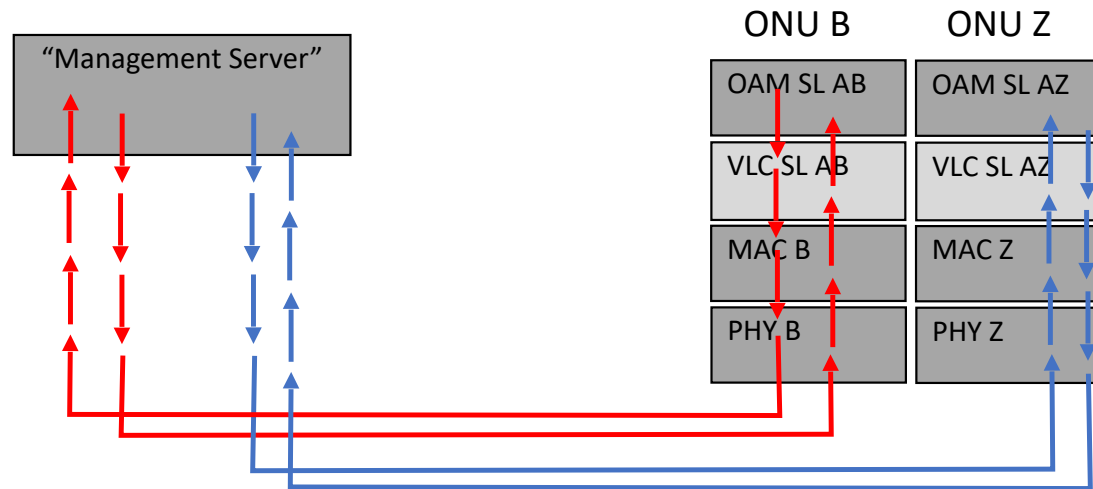 ONU B
ONU Z
“Management Server”
OAM SL AB
OAM SL AZ
VLC SL AB
VLC SL AZ
MAC B
MAC Z
PHY B
PHY Z